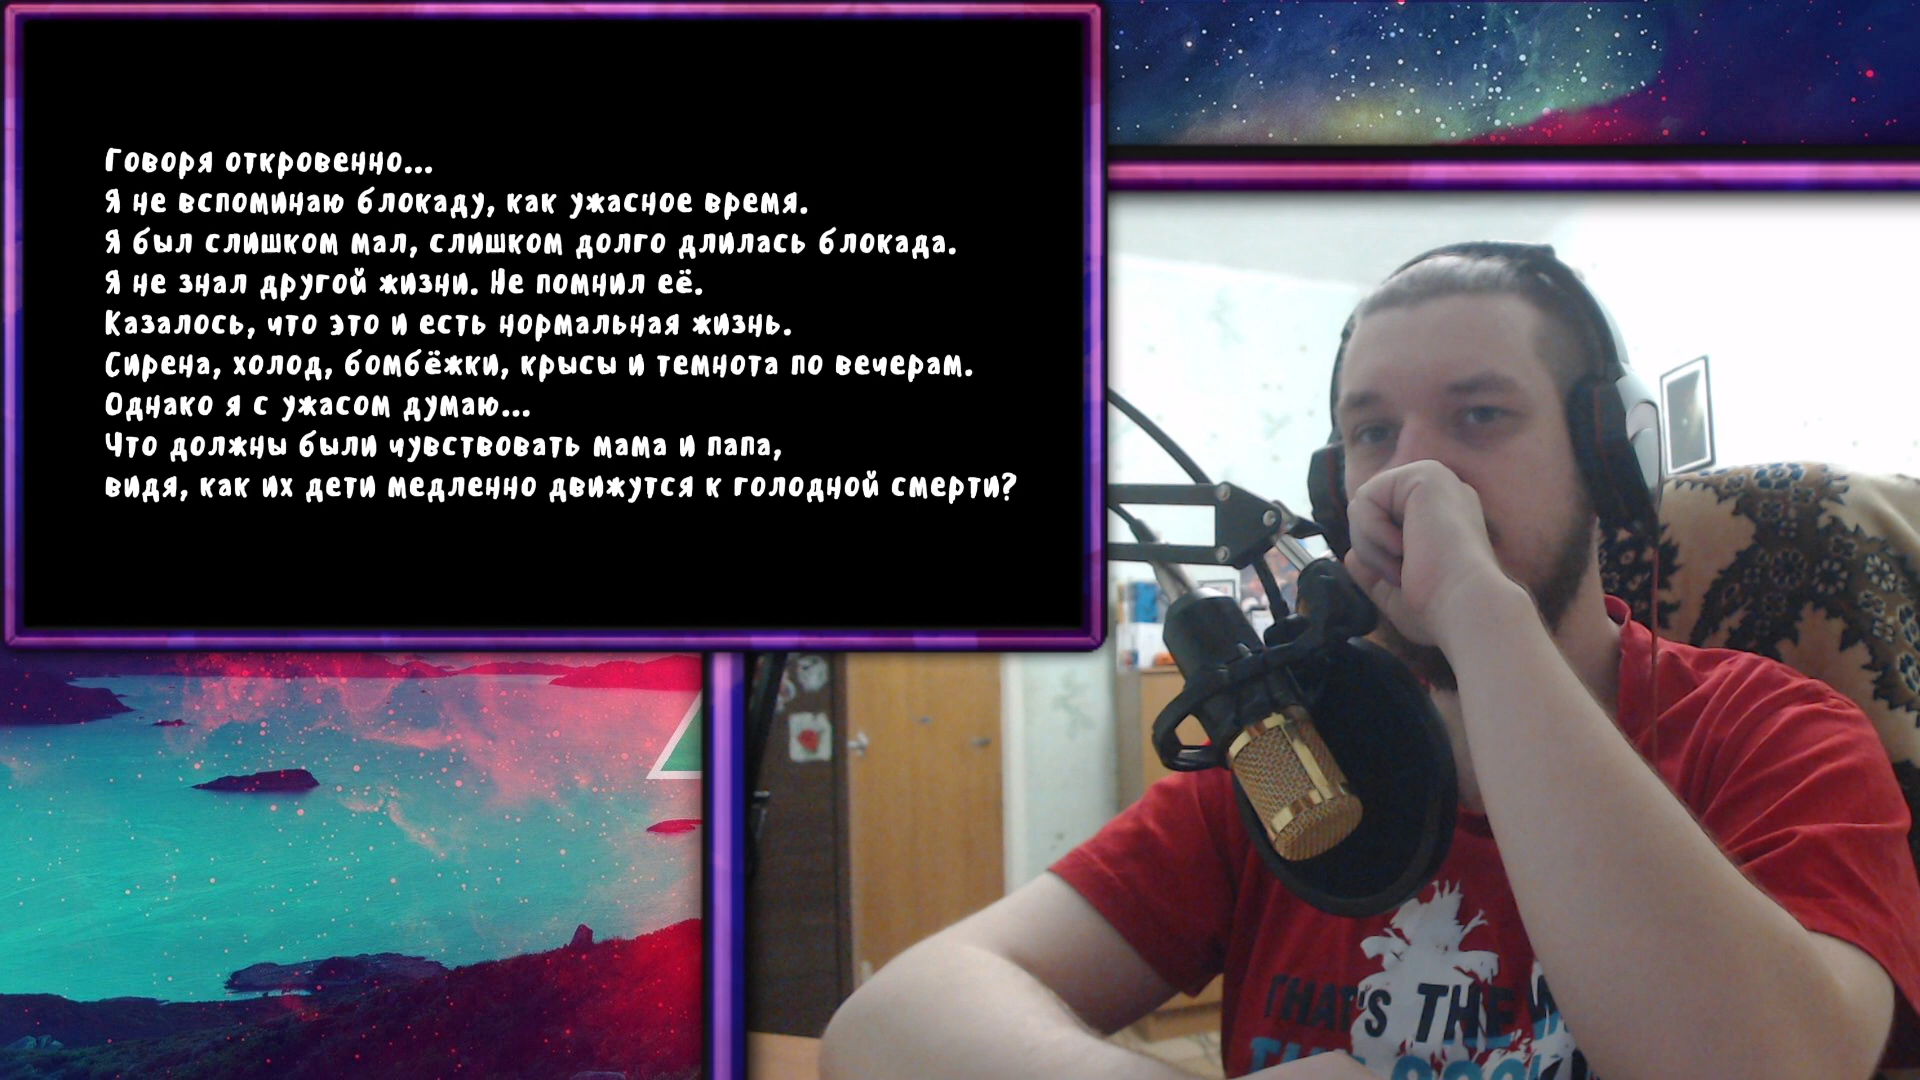 Говоря откровенно...
Я не вспоминаю блокаду, как ужасное время.
Я был слишком мал, слишком долго длилась блокада.
Я не знал другой жизни. Не помнил её.
Казалось, что это и есть нормальная жизнь.
Сирена, холод, бомбёжки, крысы и темнота по вечерам.
Однако я с ужасом думаю...
Что должны были чувствовать мама и папа,
видя, как их дети медленно движутся к голодной смерти?
THAT'S THE